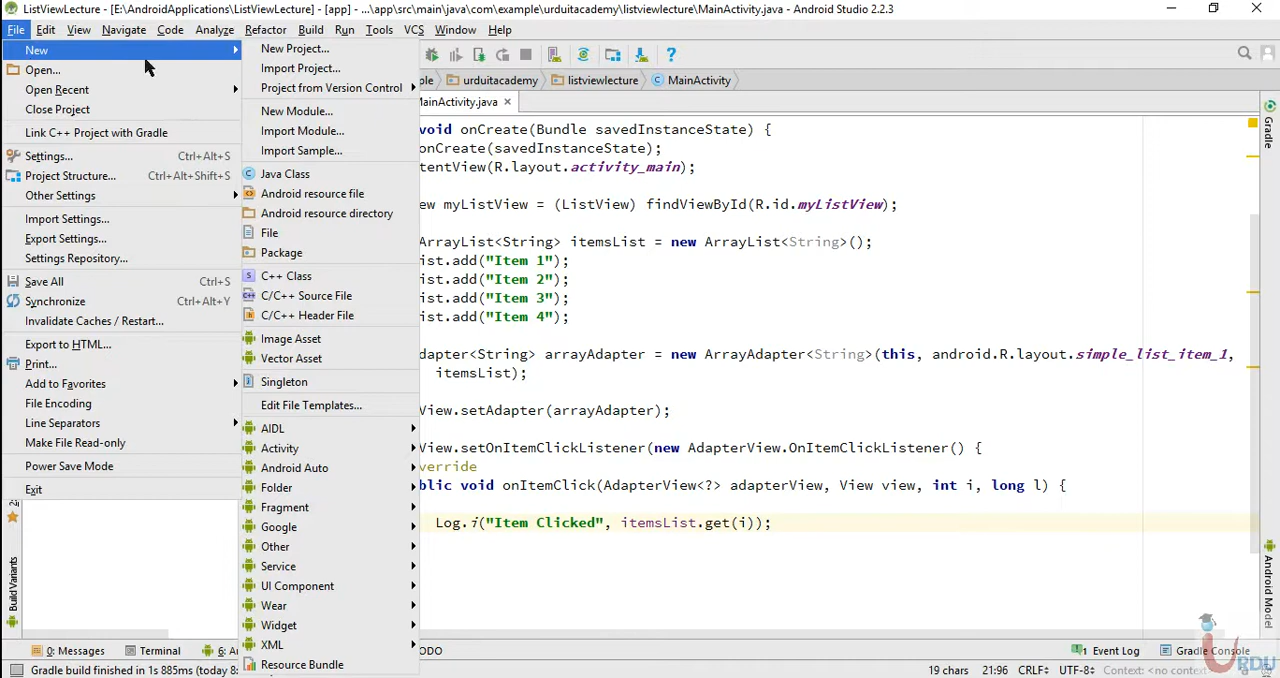 ListViewLecture - [E:\AndroidApplications\ListViewLecture] - [app] - ...\app\src\main\java\com\example\urduitacademy\listviewlecture\MainActivity.java - Android Studio 2.2.3
File Edit View Navigate Code Analyze Refactor Build Run Tools VCS Window Help
New
Open...
Open Recent
Close Project
Link C++ Project with Gradle
Settings... Ctrl+Alt+S
Project Structure... Ctrl+Alt+Shift+S
Other Settings
Import Settings...
Export Settings...
Settings Repository...
Save All Ctrl+S
Synchronize Ctrl+Alt+Y
Invalidate Caches / Restart...
Export to HTML...
Print...
Add to Favorites
File Encoding
Line Separators
Make File Read-only
Power Save Mode
Exit
New Project...
Import Project...
Project from Version Control
New Module...
Import Module...
Import Sample...
Java Class
Android resource file
Android resource directory
File
Package
C++ Class
C/C++ Source File
C/C++ Header File
Image Asset
Vector Asset
Singleton
Edit File Templates...
AIDL
Activity
Android Auto
Folder
Fragment
Google
Other
Service
UI Component
Wear
Widget
XML
Resource Bundle
ple urduitacademy listviewlecture MainActivity
MainActivity.java
void onCreate(Bundle savedInstanceState) {
onCreate(savedInstanceState);
tentView(R.layout.activity_main);
ew myListView = (ListView) findViewById(R.id.myListView);
ArrayList<String> itemsList = new ArrayList<String>();
ist.add("Item 1");
ist.add("Item 2");
ist.add("Item 3");
ist.add("Item 4");
dapter<String> arrayAdapter = new ArrayAdapter<String>(this, android.R.layout.simple_list_item_1,
itemsList);
View.setAdapter(arrayAdapter);
View.setOnItemClickListener(new AdapterView.OnItemClickListener() {
verride
blic void onItemClick(AdapterView<?> adapterView, View view, int i, long l) {
Log.i("Item Clicked", itemsList.get(i));
Gradle
Android Model
Build Variants
2:
0: Messages Terminal 6: A ODO 1 Event Log Gradle Console
Gradle build finished in 1s 885ms (today 8: 19 chars 21:96 CRLF÷ UTF-8÷ Context: <no context>
URDU